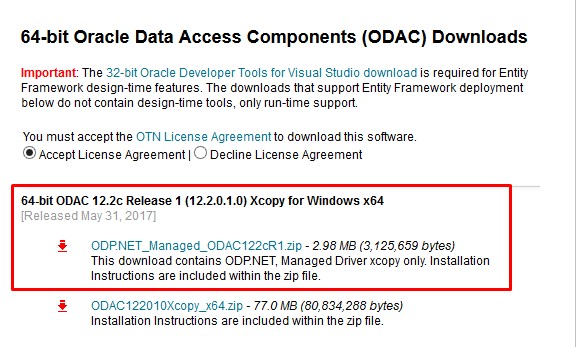 64-bit Oracle Data Access Components (ODAC) Downloads
Important: The 32-bit Oracle Developer Tools for Visual Studio download is required for Entity
Framework design-time features. The downloads that support Entity Framework deployment
below do not contain design-time tools, only run-time support.
You must accept the OTN License Agreement to download this software.
Accept License Agreement | Decline License Agreement
64-bit ODAC 12.2c Release 1 (12.2.0.1.0) Xcopy for Windows x64
[Released May 31, 2017]
ODP.NET_Managed_ODAC122cR1.zip - 2.98 MB (3,125,659 bytes)
This download contains ODP.NET, Managed Driver xcopy only. Installation
Instructions are included within the zip file.
ODAC122010Xcopy_x64.zip - 77.0 MB (80,834,288 bytes)
Installation Instructions are included within the zip file.